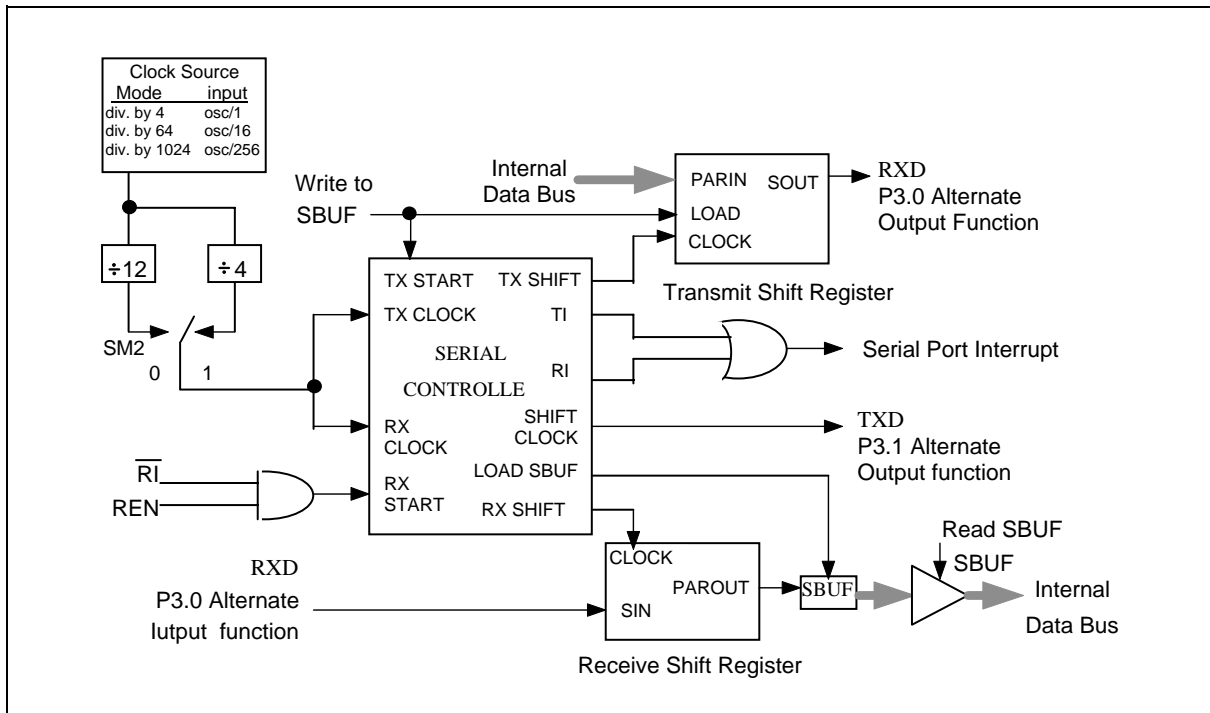 Clock Source
Mode input
div. by 4 osc/1
div. by 64 osc/16
div. by 1024 osc/256
÷12
÷4
SM2
0 1
Write to
SBUF
Internal
Data Bus
PARIN SOUT
LOAD
CLOCK
Transmit Shift Register
RXD
P3.0 Alternate
Output Function
TX START TX SHIFT
TX CLOCK TI
SERIAL
CONTROLLE
RI
RX
CLOCK
SHIFT
CLOCK
LOAD SBUF
RX
START
RX SHIFT
Serial Port Interrupt
TXD
P3.1 Alternate
Output function
RI
REN
RXD
P3.0 Alternate
Iutput function
CLOCK
PAROUT
SIN
Receive Shift Register
SBUF
Read SBUF
SBUF
Internal
Data Bus